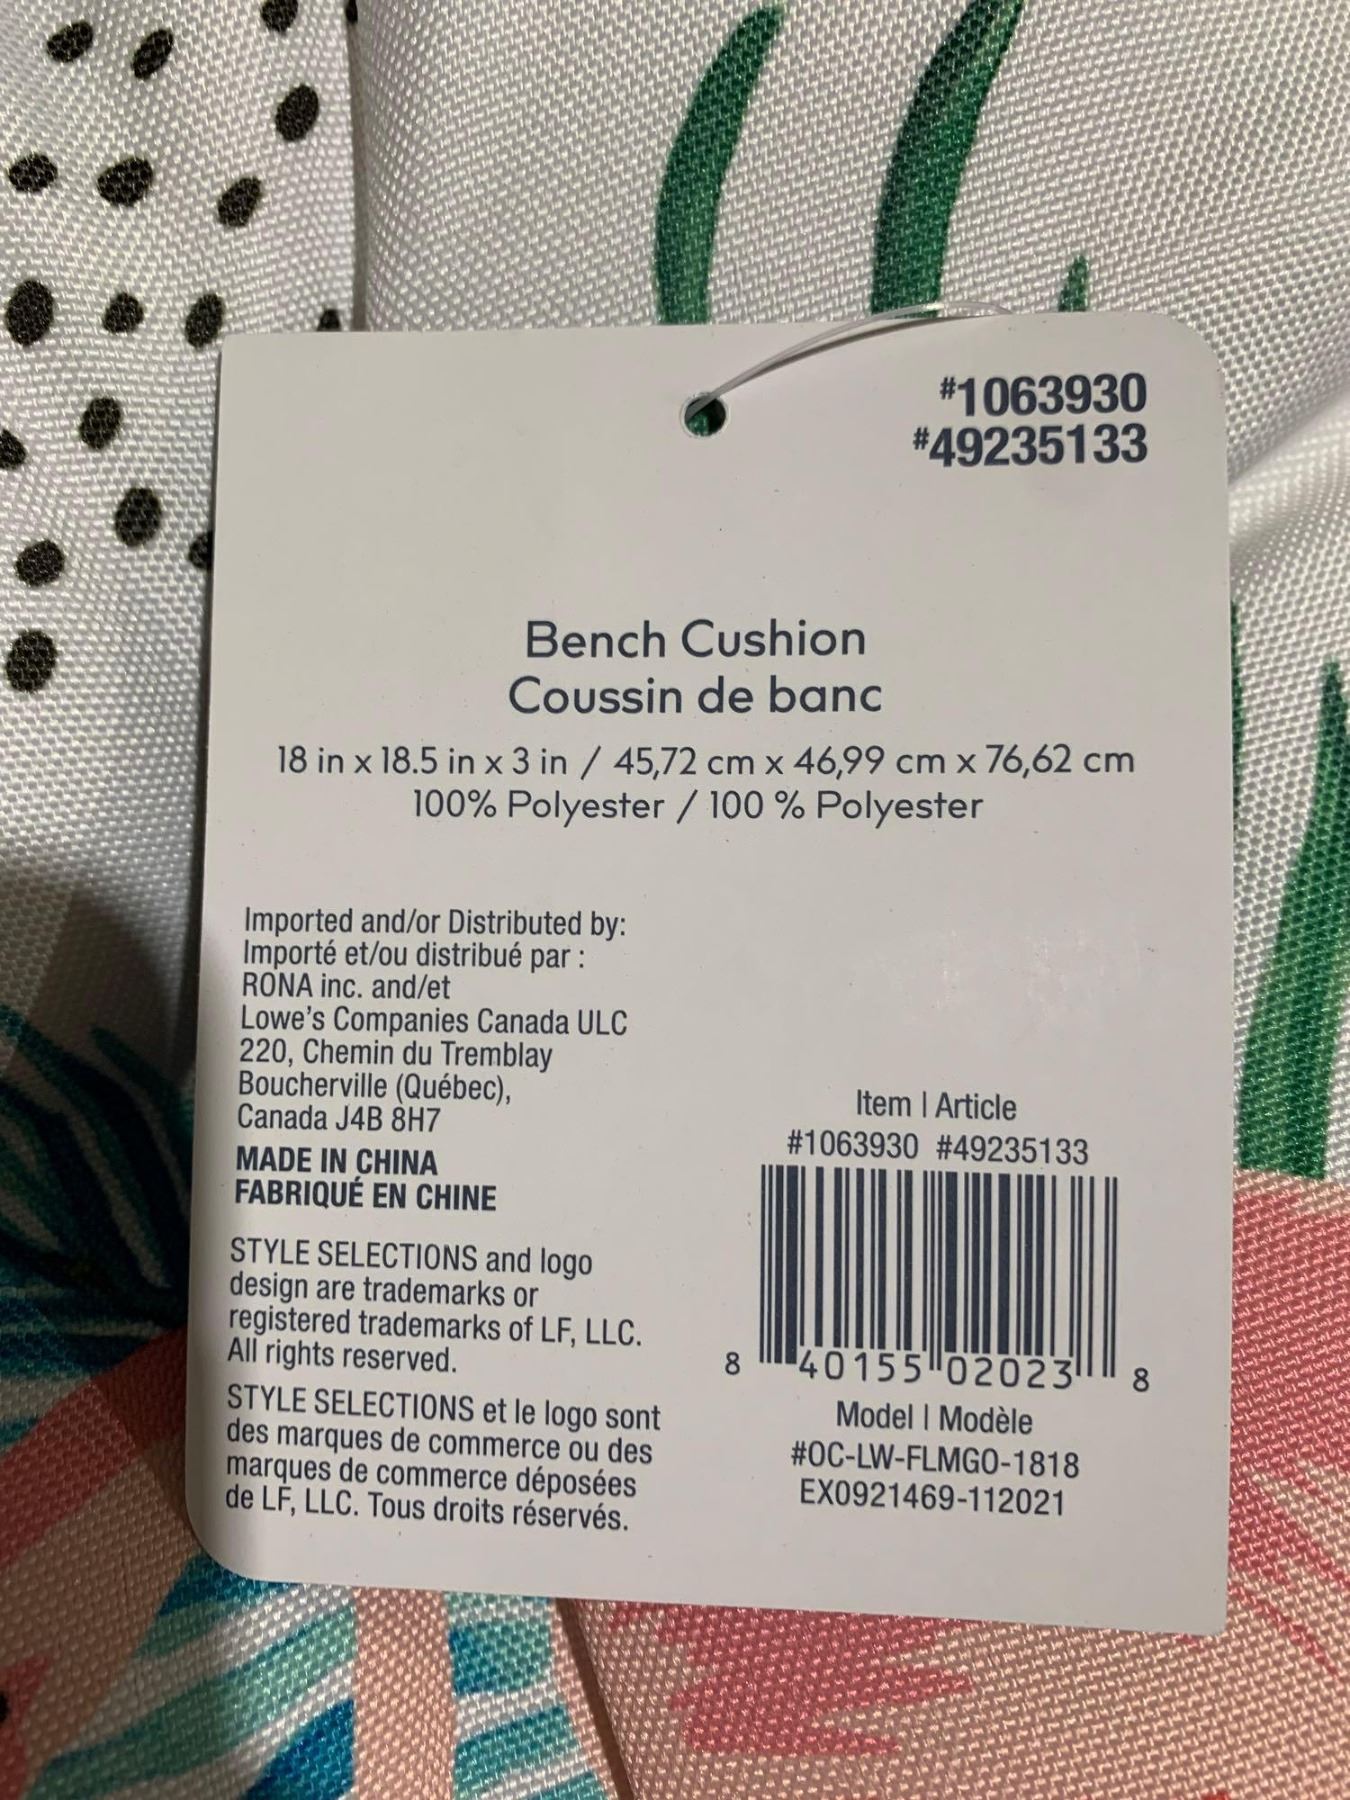 #1063930
#49235133
Bench Cushion
Coussin de banc
18 in x 18.5 in x 3 in / 45,72 cm x 46,99 cm x 76,62 cm
100% Polyester / 100 % Polyester
Imported and/or Distributed by:
Importé et/ou distribué par :
RONA inc. and/et
Lowe's Companies Canada ULC
220, Chemin du Tremblay
Boucherville (Québec),
Canada J4B 8H7
MADE IN CHINA
FABRIQUÉ EN CHINE
STYLE SELECTIONS and logo
design are trademarks or
registered trademarks of LF, LLC.
All rights reserved.
STYLE SELECTIONS et le logo sont
des marques de commerce ou des
marques de commerce déposées
de LF, LLC. Tous droits réservés.
Item | Article
#1063930 #49235133
8 40155 02023 8
Model | Modèle
#OC-LW-FLMGO-1818
EX0921469-112021